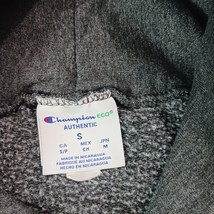 Champion ECO®
AUTHENTIC
S
CA MEX JPN
S/P CH M
MADE IN NICARAGUA
FABRIQUÉ AU NICARAGUA
HECHO EN NICARAGUA